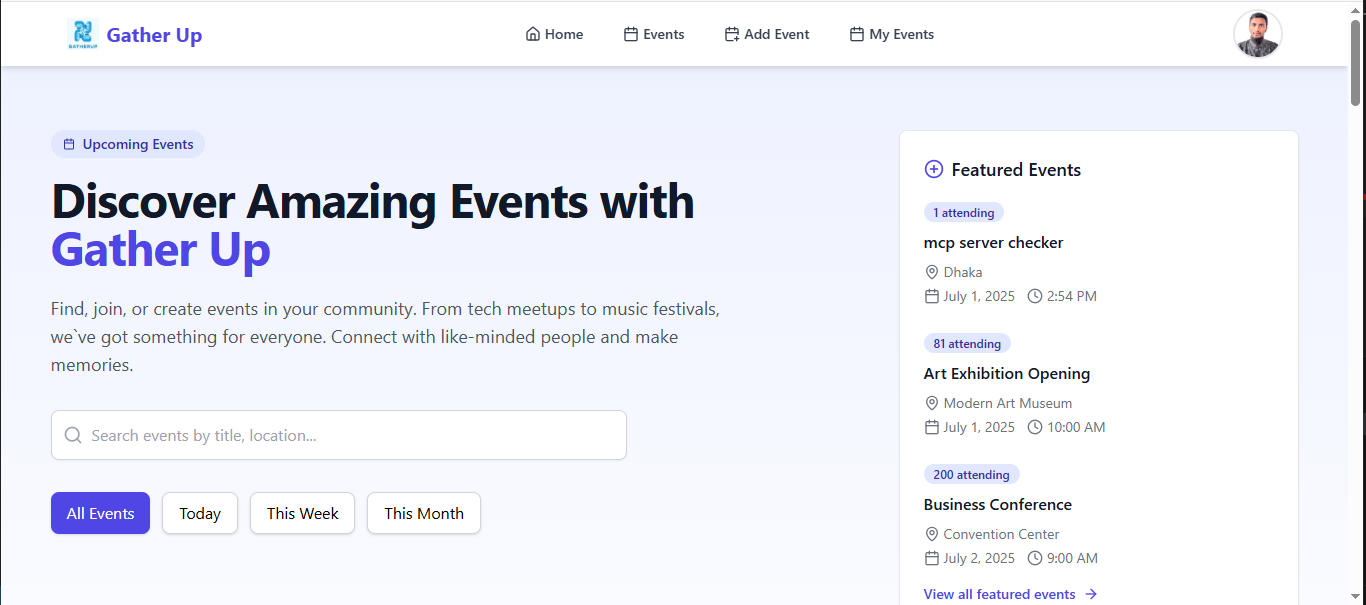 GATHERUP
Gather Up
Home
Events
Add Event
My Events
Upcoming Events
Discover Amazing Events with
Gather Up
Find, join, or create events in your community. From tech meetups to music festivals,
we`ve got something for everyone. Connect with like-minded people and make
memories.
Search events by title, location...
All Events
Today
This Week
This Month
Featured Events
1 attending
mcp server checker
Dhaka
July 1, 2025 2:54 PM
81 attending
Art Exhibition Opening
Modern Art Museum
July 1, 2025 10:00 AM
200 attending
Business Conference
Convention Center
July 2, 2025 9:00 AM
View all featured events